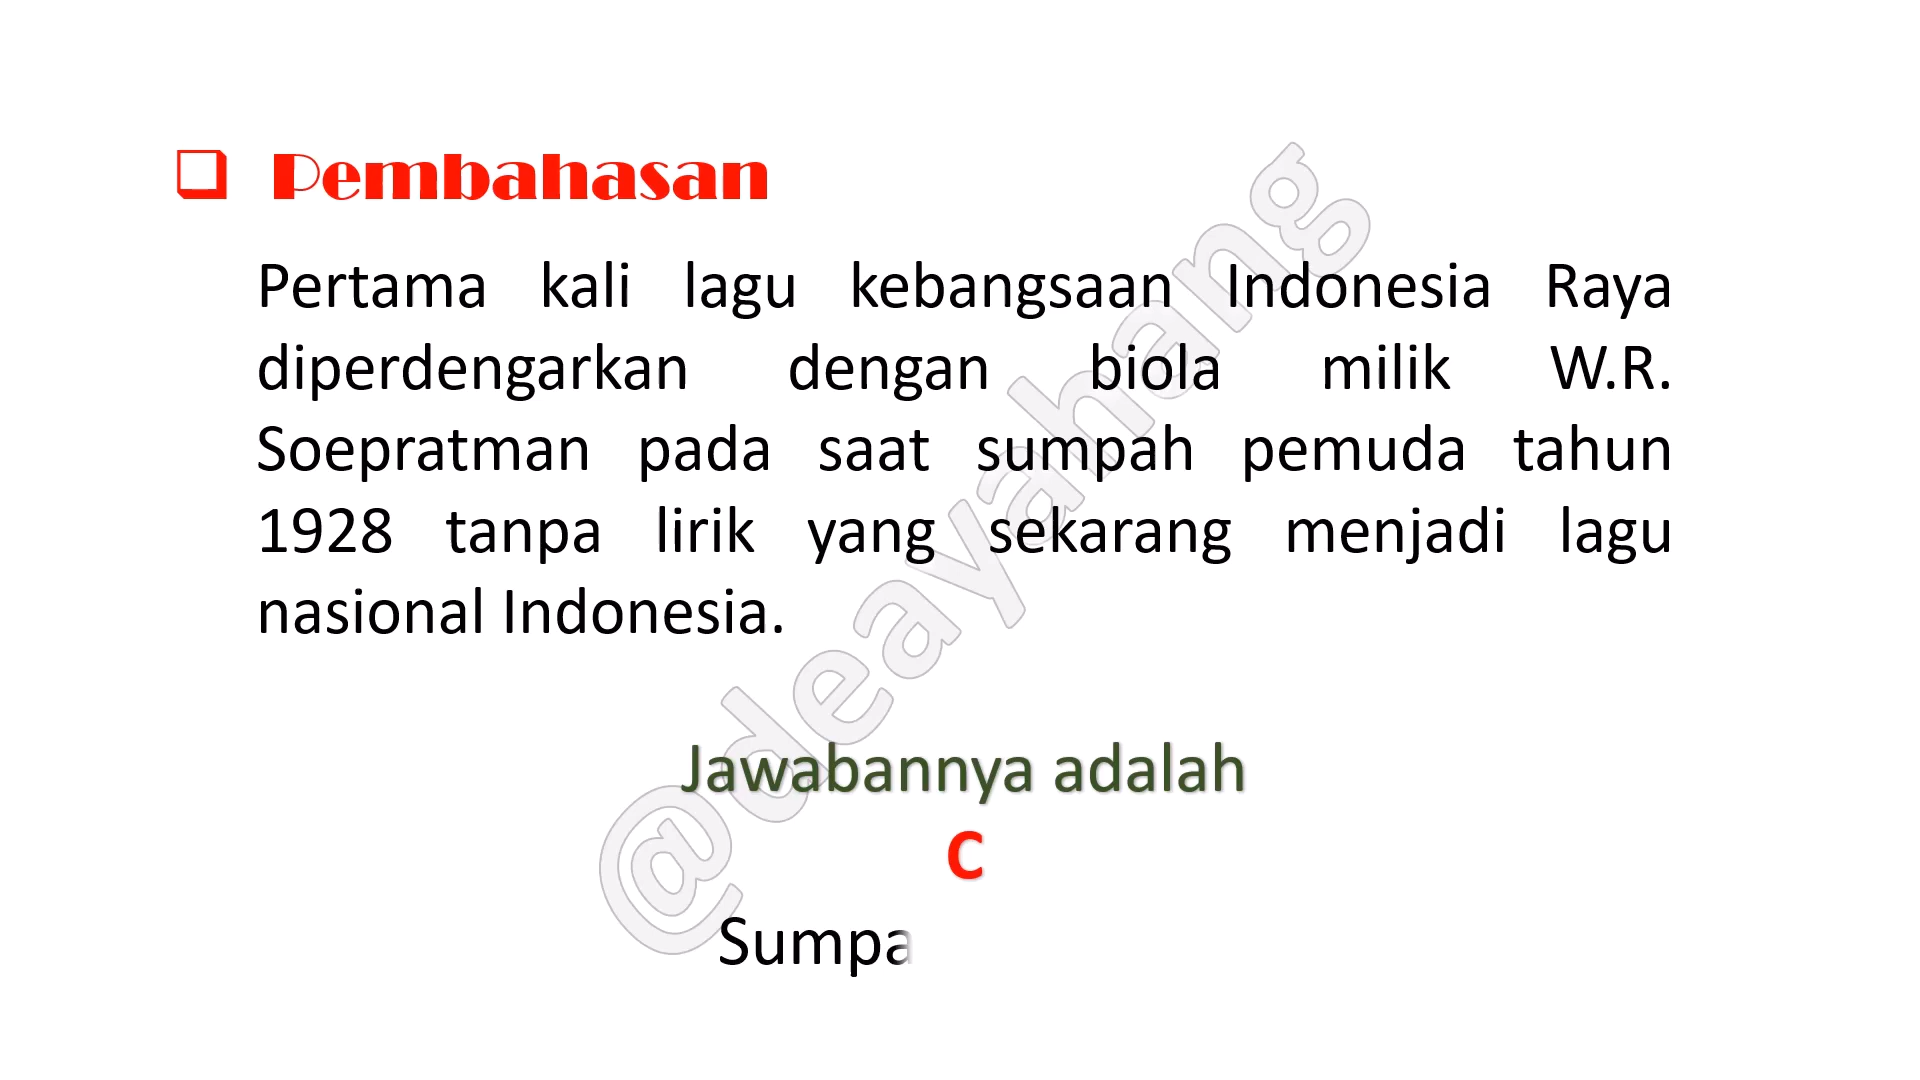 Pembahasan
Pertama kali lagu kebangsaan Indonesia Raya
diperdengarkan dengan biola milik W.R.
Soepratman pada saat sumpah pemuda tahun
1928 tanpa lirik yang sekarang menjadi lagu
nasional Indonesia.
@deayahang
Jawabannya adalah
C
Sumpa